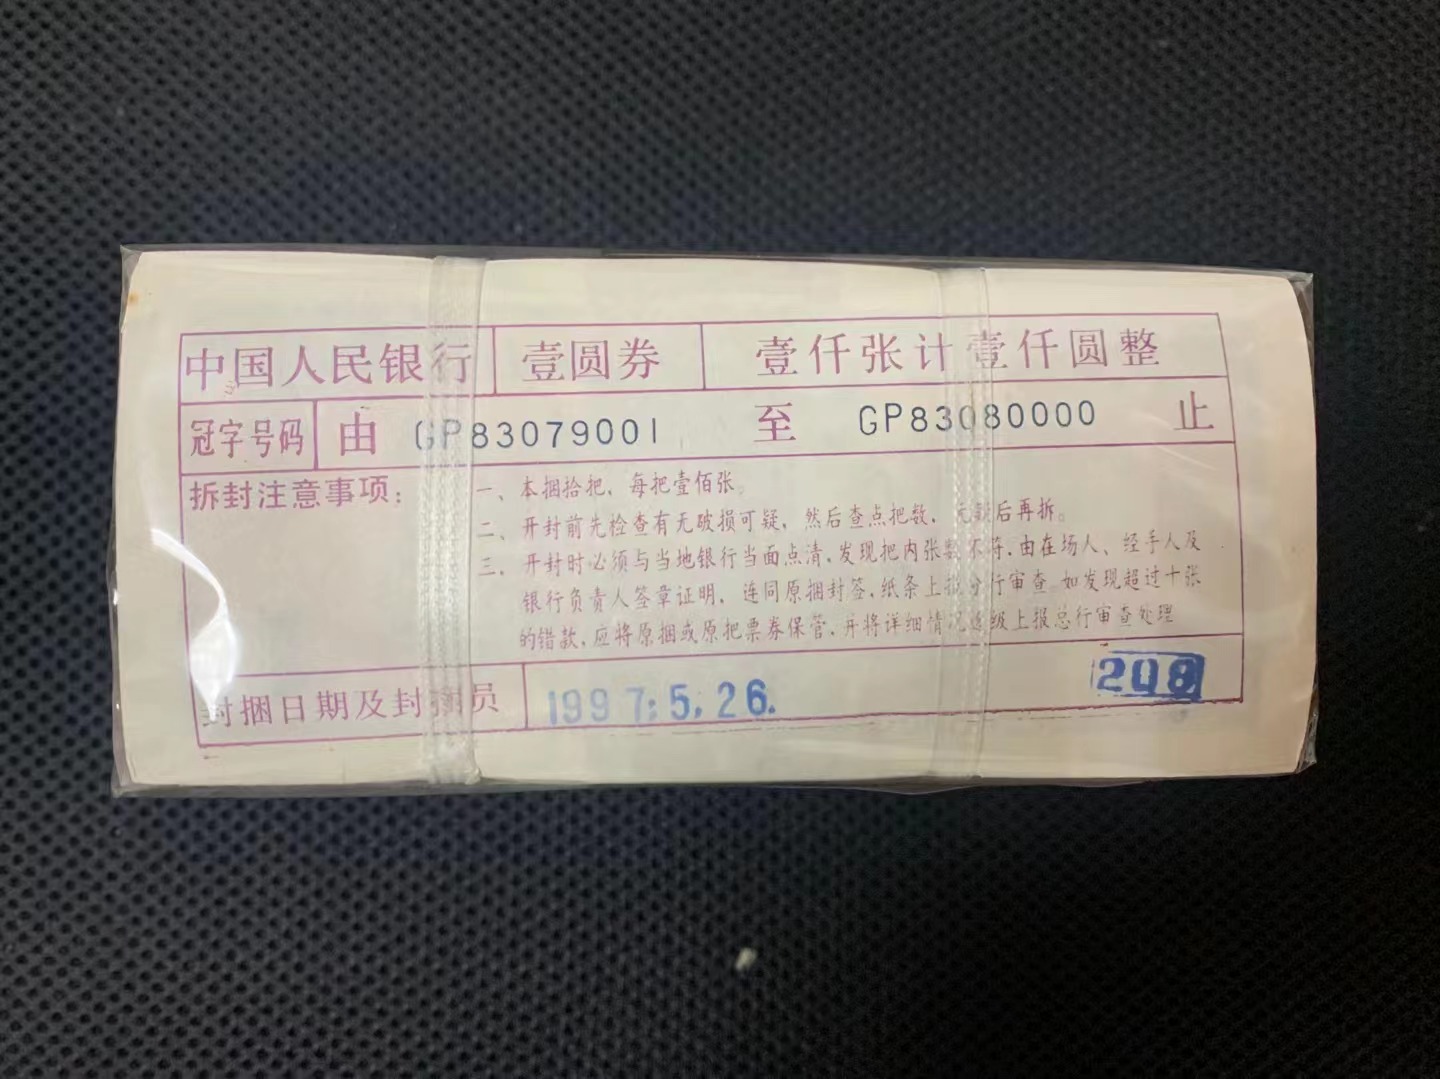 中国人民银行 壹圆券 壹仟张计壹仟圆整
冠字号码 由 GP83079001 至 GP83080000 止
拆封注意事项:
一、本捆拾把,每把壹佰张。
二、开封前先检查有无破损可疑,然后查点把数,无误后再拆。
三、开封时必须与当地银行当面点清,发现把内张数不符,由在场人、经手人及
银行负责人签章证明,连同原捆封签,纸条上报分行审查,如发现超过十张
的错款,应将原捆或原把票券保管,并将详细情况逐级上报总行审查处理
封捆日期及封捆员 1997.5.26. 208